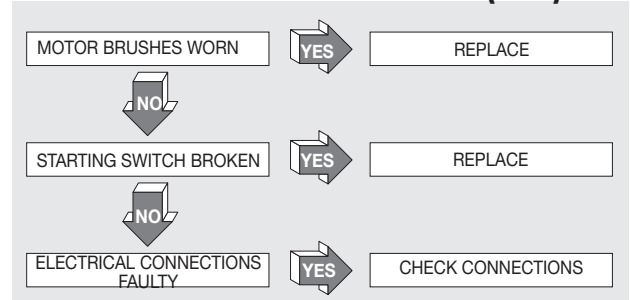 MOTOR BRUSHES WORN
YES
REPLACE
NO
STARTING SWITCH BROKEN
YES
REPLACE
NO
ELECTRICAL CONNECTIONS
FAULTY
YES
CHECK CONNECTIONS